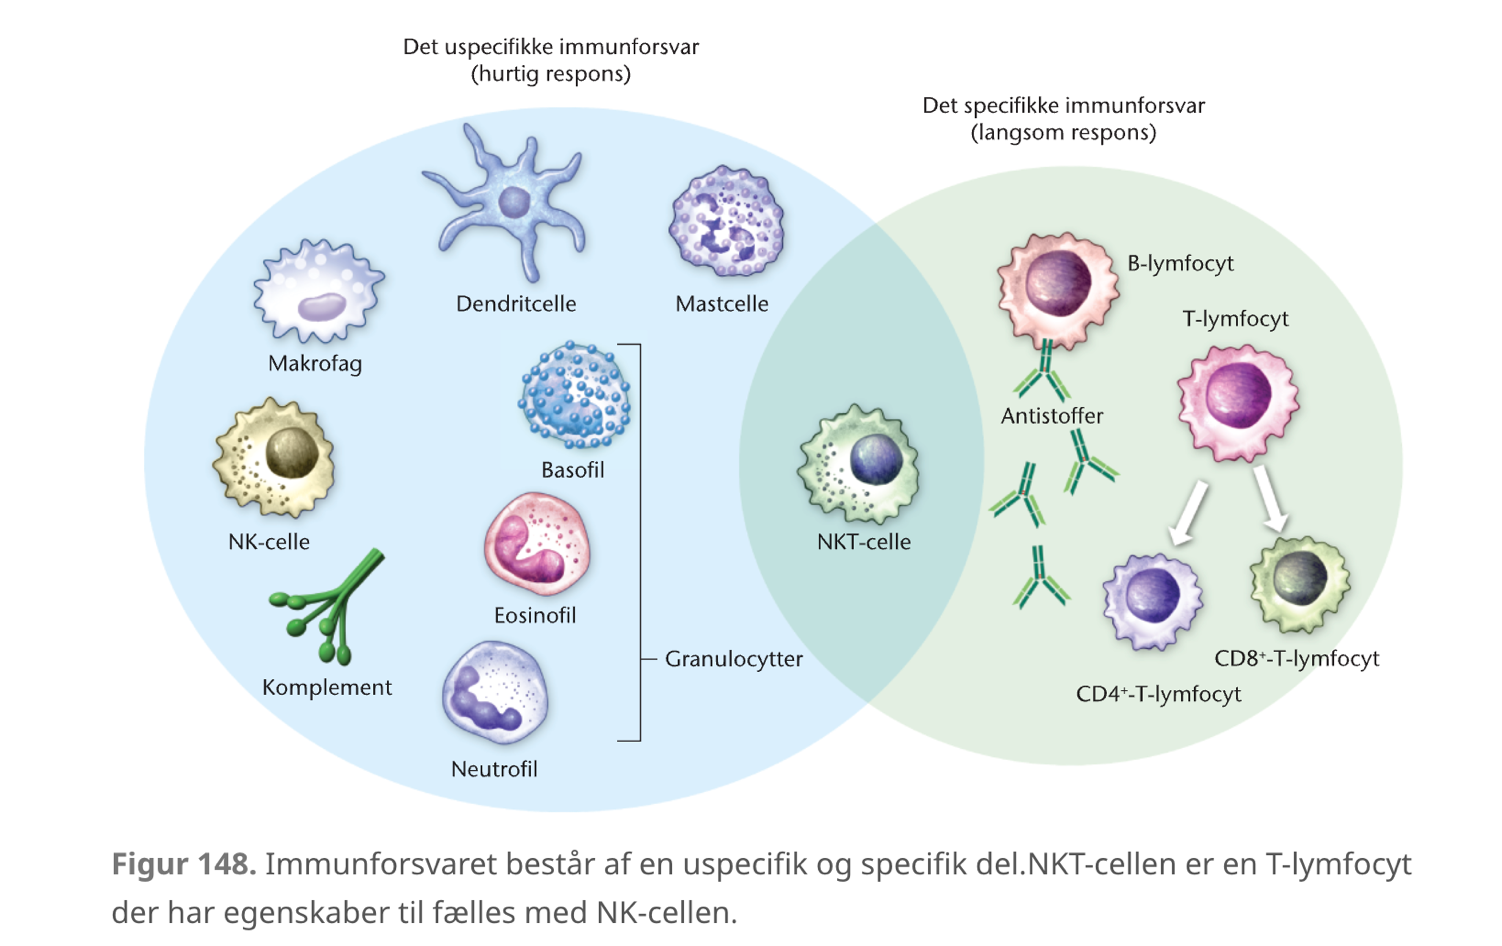 Det uspecifikke immunforsvar
(hurtig respons)
Det specifikke immunforsvar
(langsom respons)
Dendritcelle
Mastcelle
Makrofag
B-lymfocyt
T-lymfocyt
Antistoffer
Basofil
NK-celle
NKT-celle
Eosinofil
Granulocytter
Komplement
CD8⁺-T-lymfocyt
CD4⁺-T-lymfocyt
Neutrofil
Figur 148. Immunforsvaret består af en uspecifik og specifik del.NKT-cellen er en T-lymfocyt
der har egenskaber til fælles med NK-cellen.